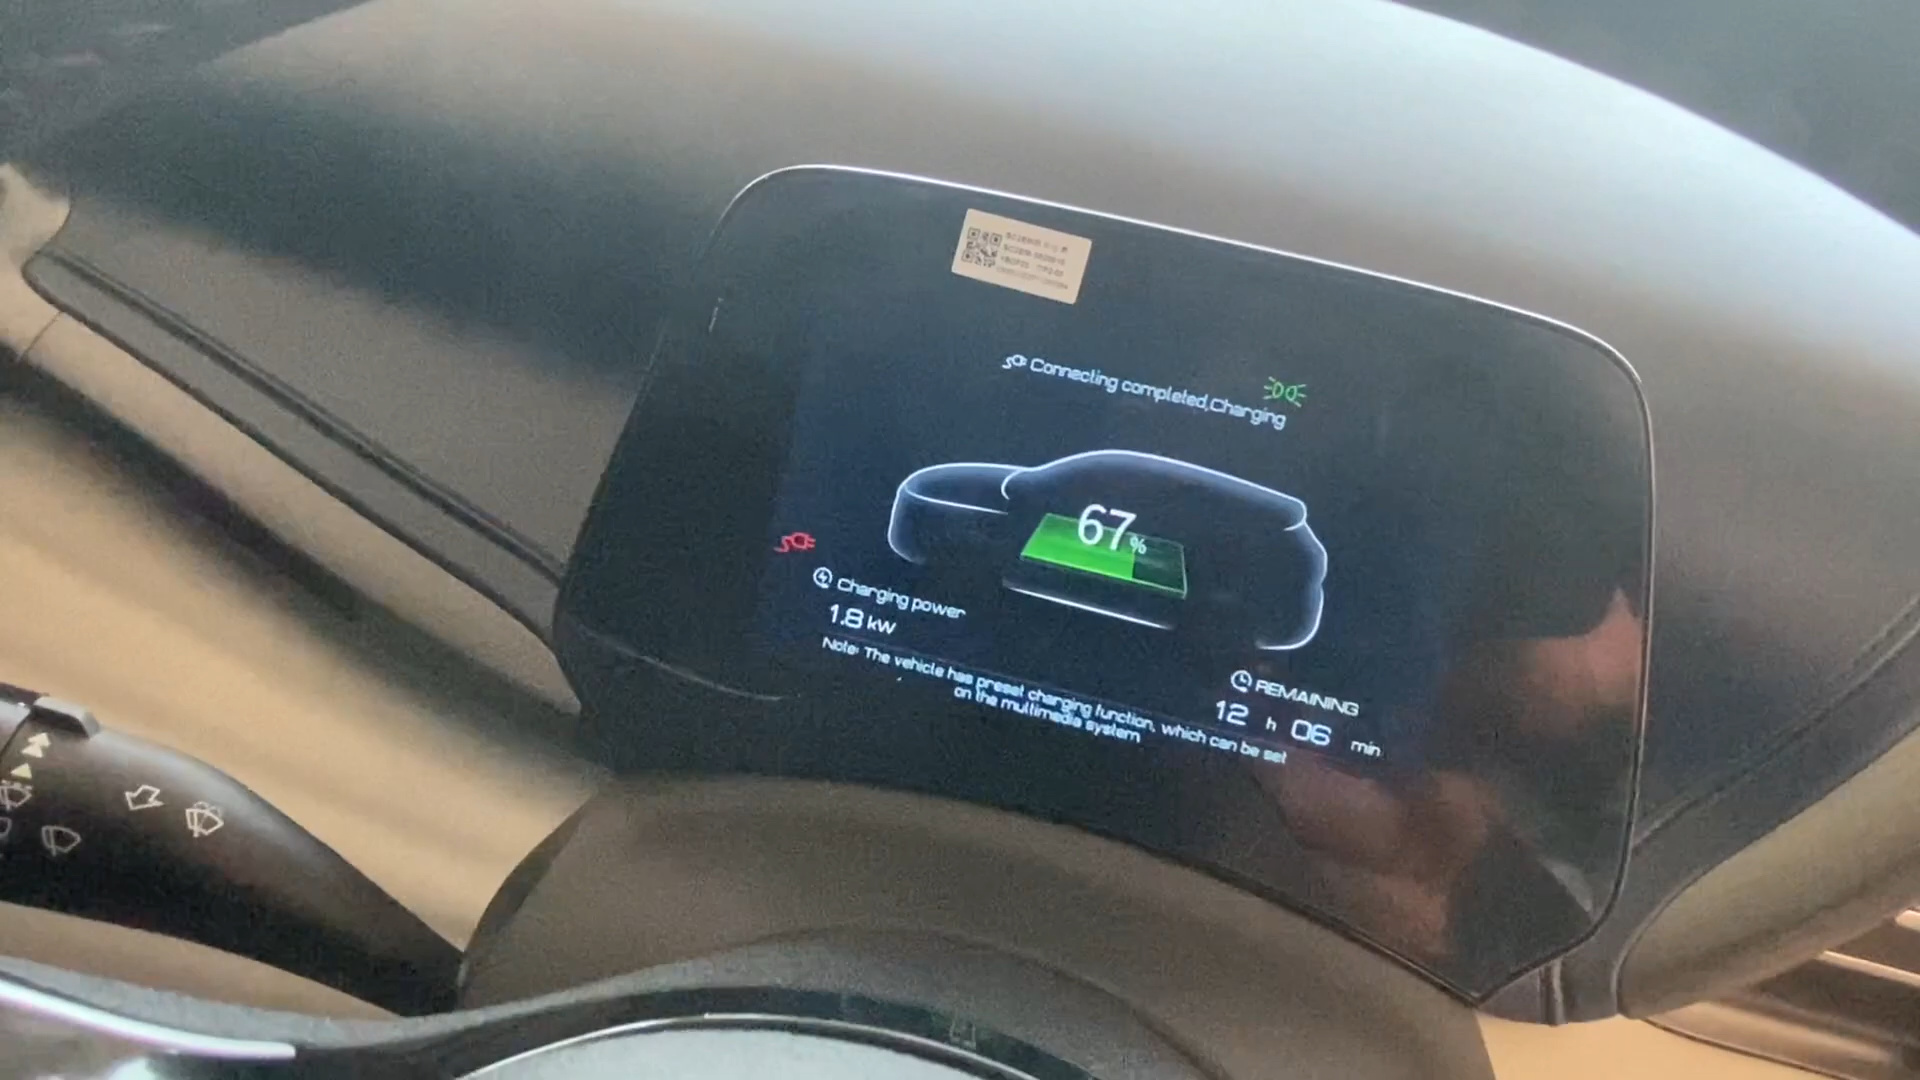 Connecting completed,Charging
67%
Charging power
1.8 kW
REMAINING
12 h 06 min
Note: The vehicle has preset charging function, which can be set
on the multimedia system